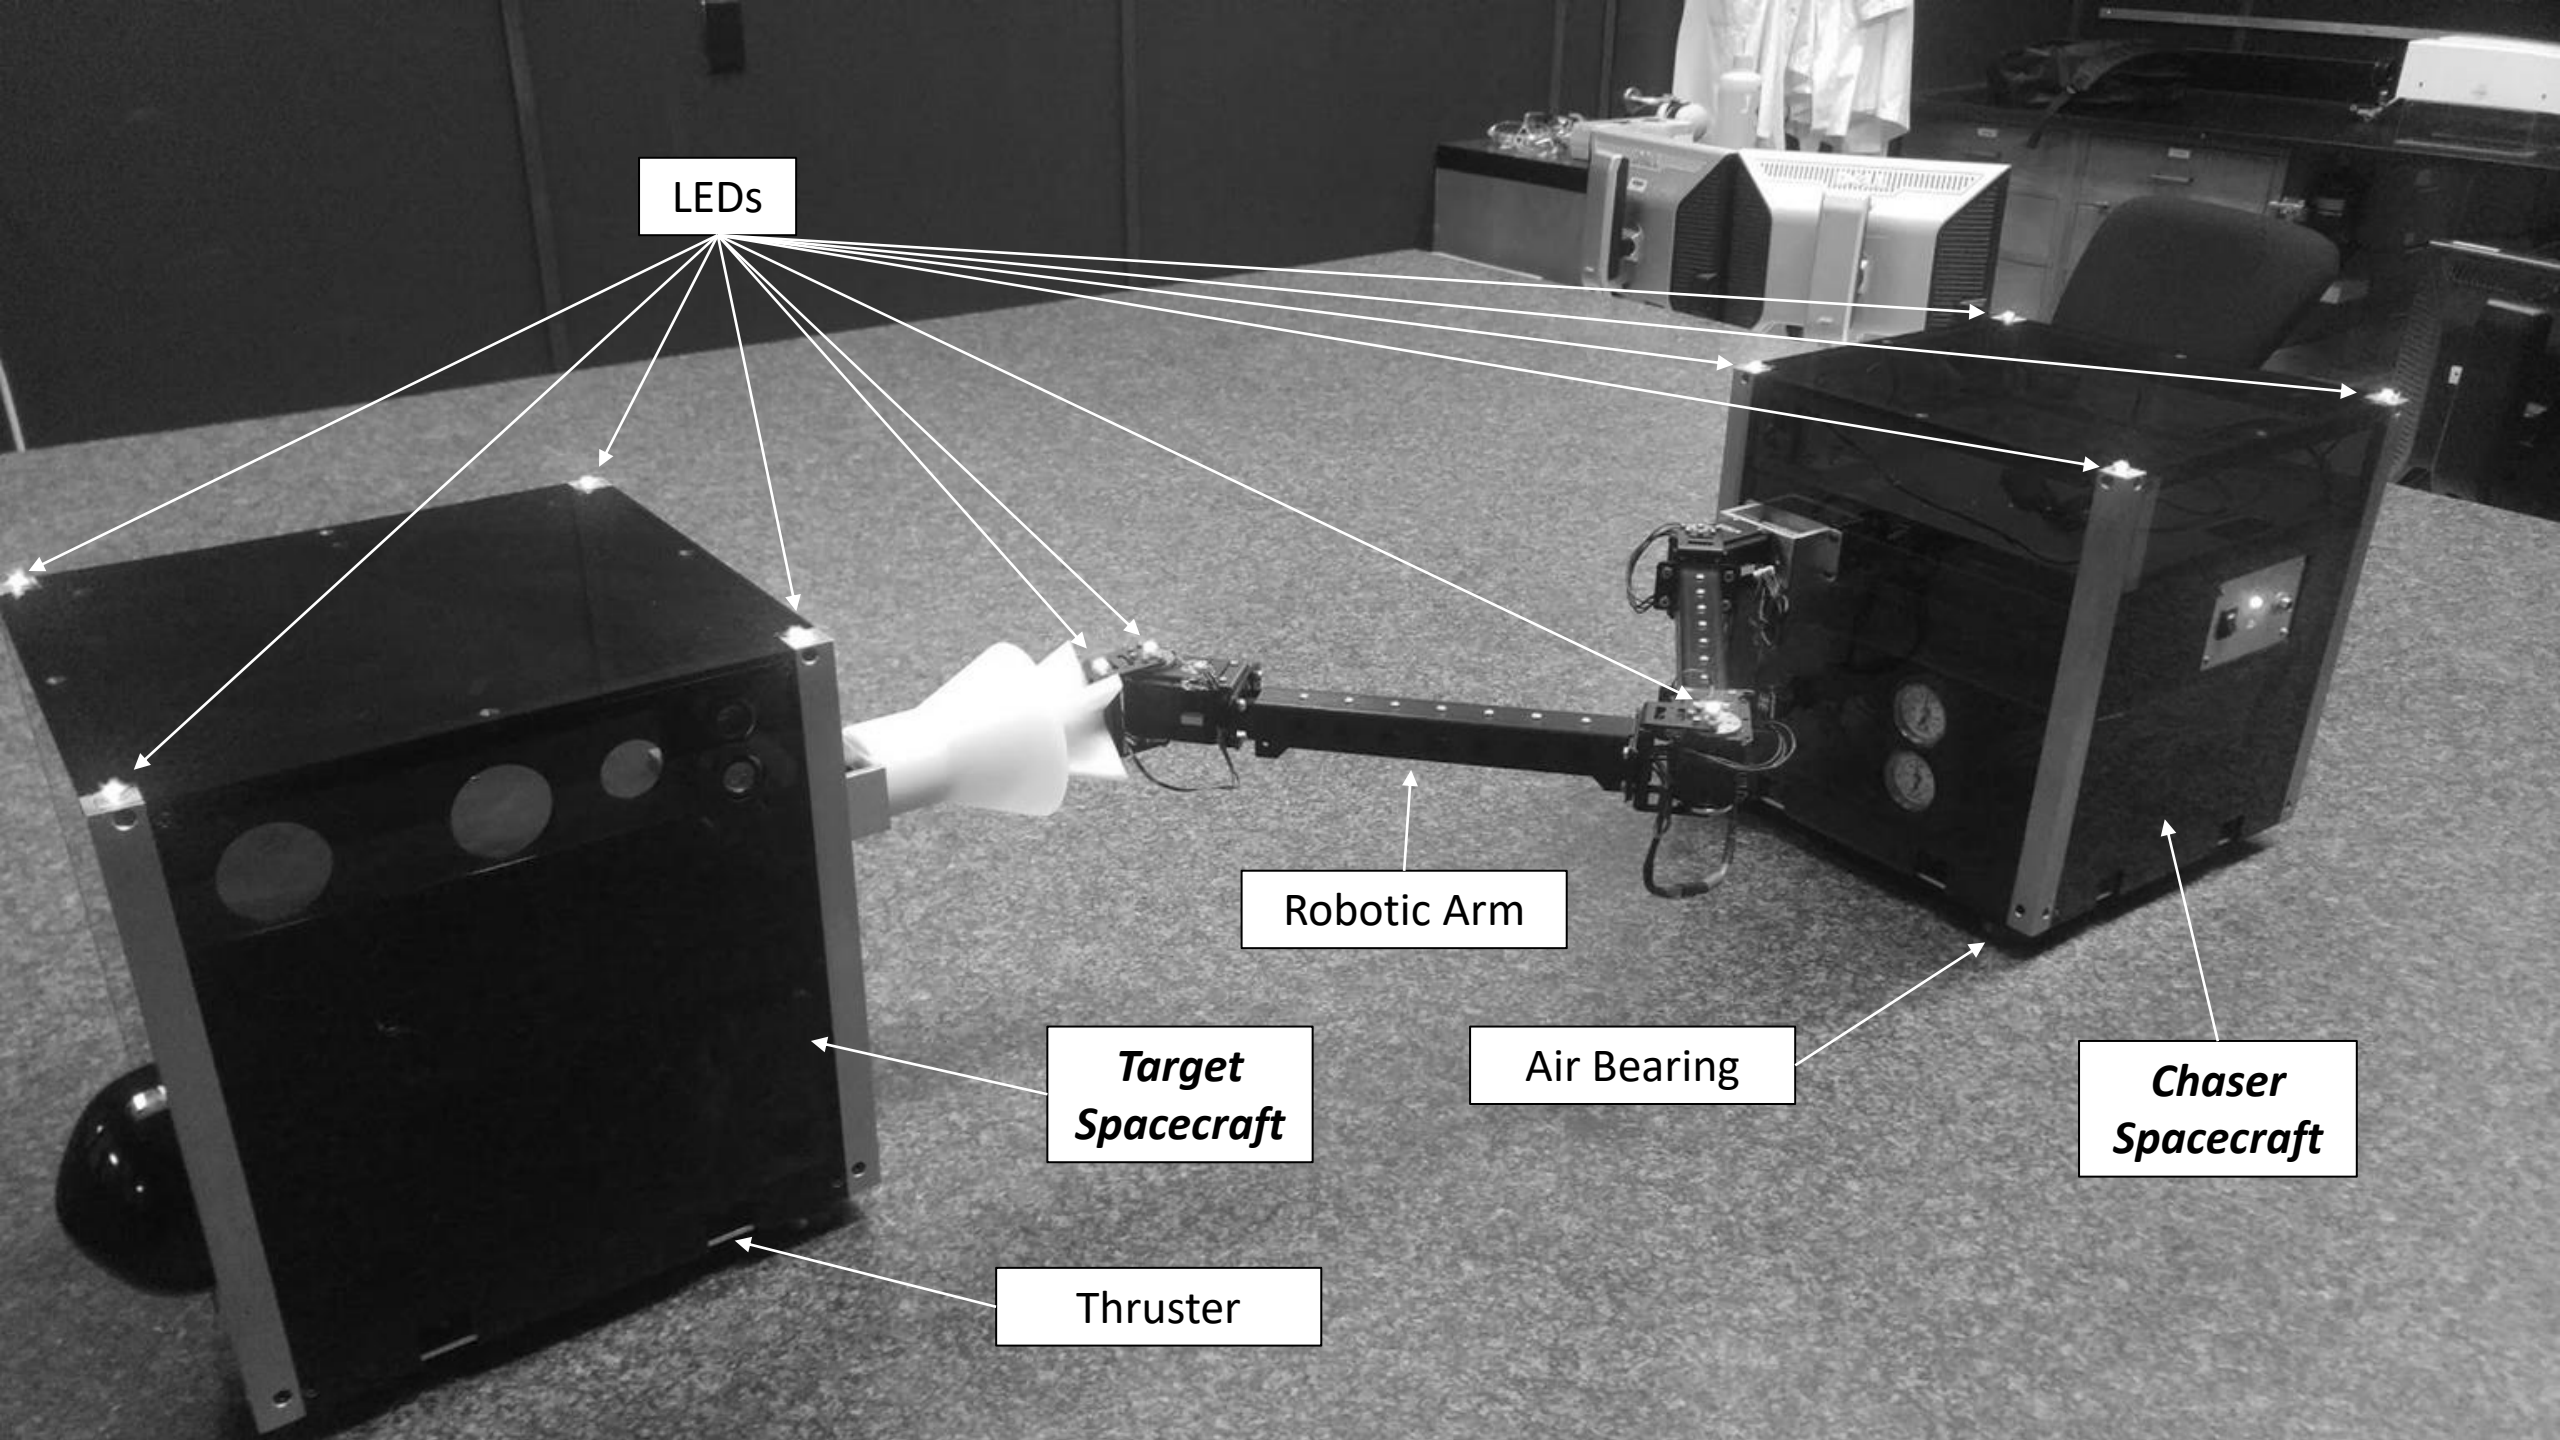 LEDs
Robotic Arm
Target
Spacecraft
Air Bearing
Chaser
Spacecraft
Thruster